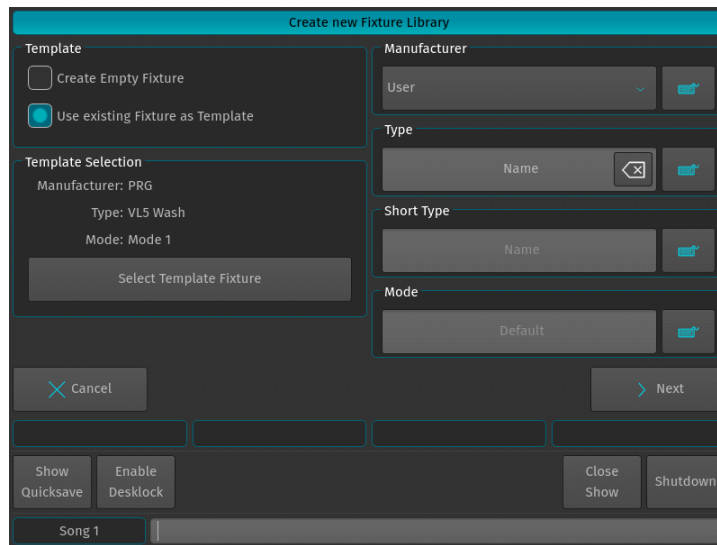 Create new Fixture Library
Template
Create Empty Fixture
Use existing Fixture as Template
Template Selection
Manufacturer: PRG
Type: VL5 Wash
Mode: Mode 1
Select Template Fixture
Manufacturer
User
Type
Name
Short Type
Name
Mode
Default
Cancel
Next
Show
Quicksave
Enable
Desklock
Close
Show
Shutdown
Song 1